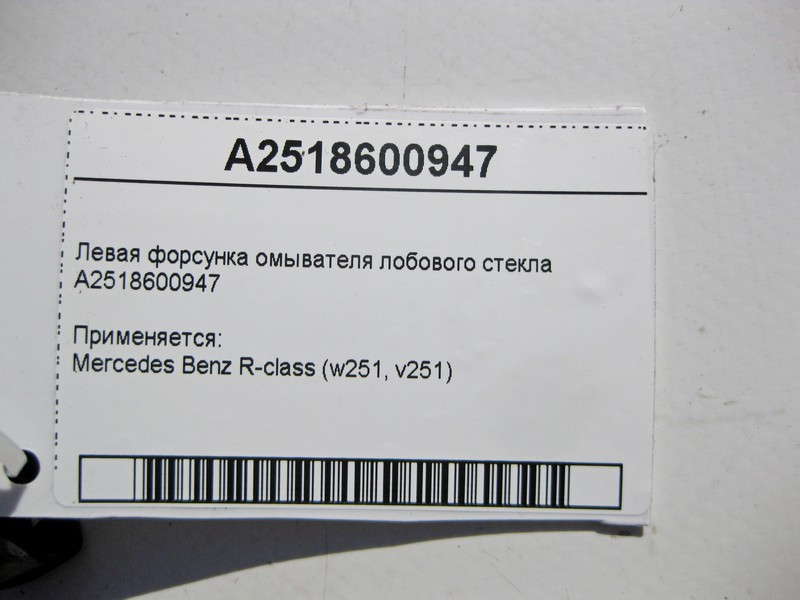 A2518600947
Левая форсунка омывателя лобового стекла
A2518600947
Применяется:
Mercedes Benz R-class (w251, v251)